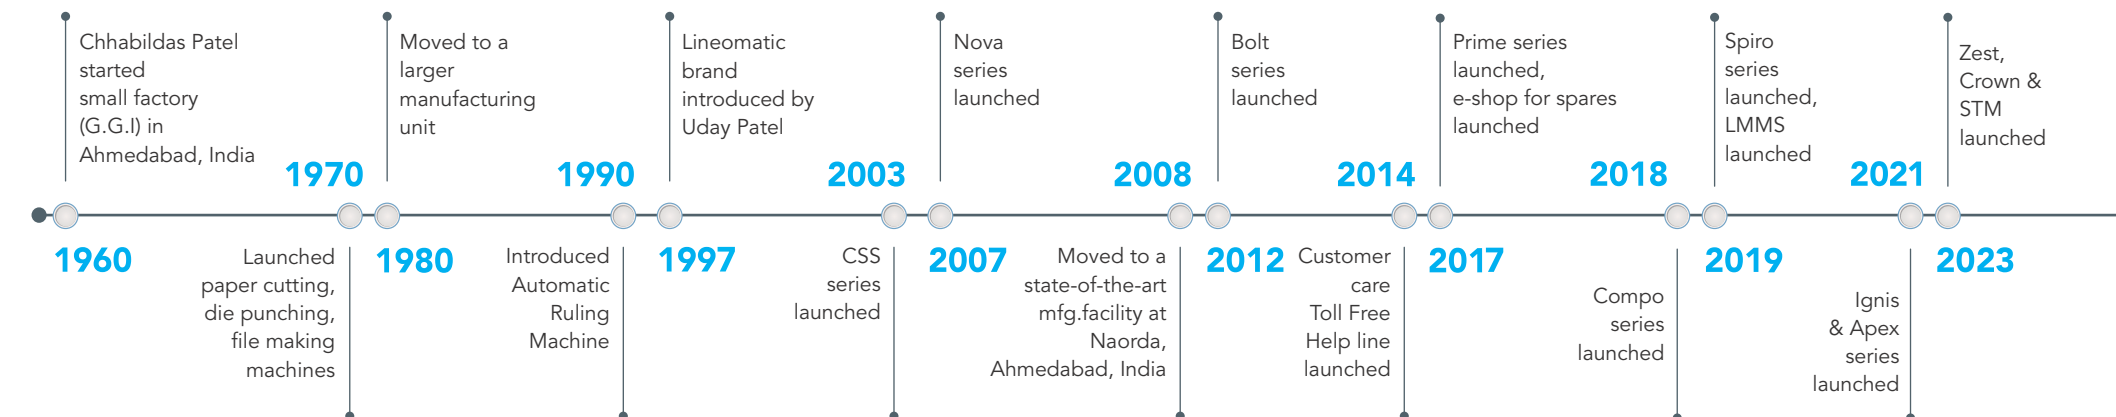 Chhabildas Patel
started
small factory
(G.G.I) in
Ahmedabad, India
1960
1970
Launched
paper cutting,
die punching,
file making
machines
Moved to a
larger
manufacturing
unit
1980
1990
Introduced
Automatic
Ruling
Machine
Lineomatic
brand
introduced by
Uday Patel
1997
2003
CSS
series
launched
Nova
series
launched
2007
2008
Moved to a
state-of-the-art
mfg.facility at
Naorda,
Ahmedabad, India
Bolt
series
launched
2012
2014
Customer
care
Toll Free
Help line
launched
Prime series
launched,
e-shop for spares
launched
2017
2018
Compo
series
launched
Spiro
series
launched,
LMMS
launched
2019
2021
Ignis
& Apex
series
launched
Zest,
Crown &
STM
launched
2023